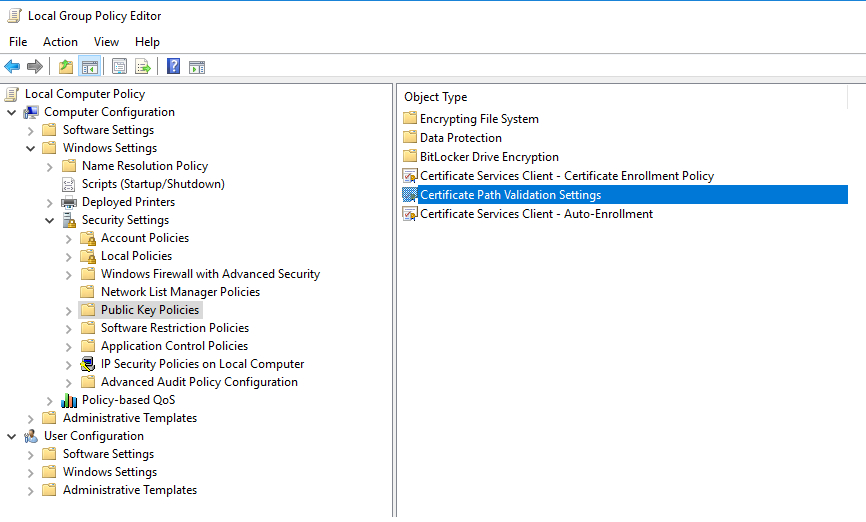 Local Group Policy Editor
File Action View Help
Local Computer Policy
Computer Configuration
Software Settings
Windows Settings
Name Resolution Policy
Scripts (Startup/Shutdown)
Deployed Printers
Security Settings
Account Policies
Local Policies
Windows Firewall with Advanced Security
Network List Manager Policies
Public Key Policies
Software Restriction Policies
Application Control Policies
IP Security Policies on Local Computer
Advanced Audit Policy Configuration
Policy-based QoS
Administrative Templates
User Configuration
Software Settings
Windows Settings
Administrative Templates
Object Type
Encrypting File System
Data Protection
BitLocker Drive Encryption
Certificate Services Client - Certificate Enrollment Policy
Certificate Path Validation Settings
Certificate Services Client - Auto-Enrollment